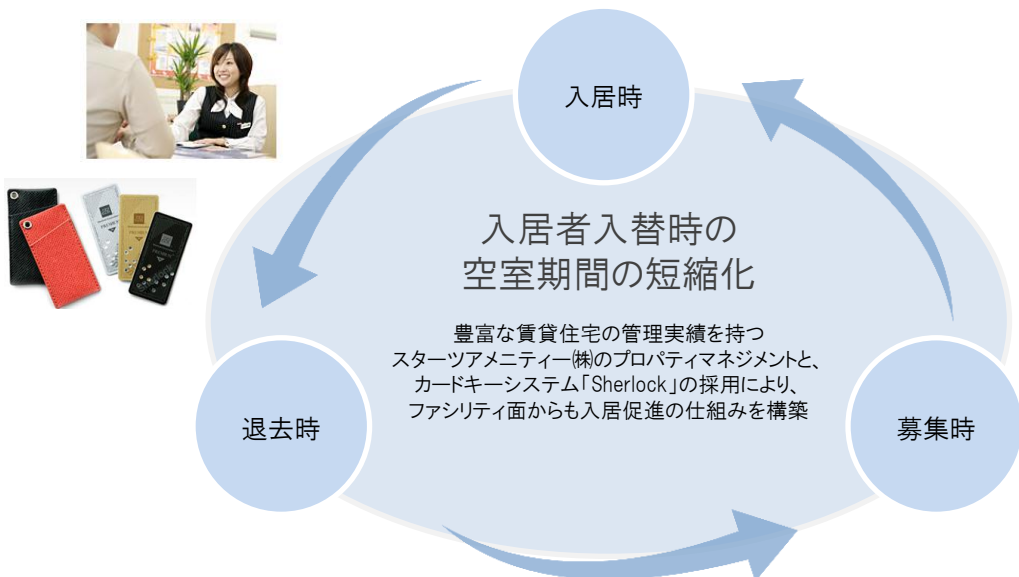 入居時
入居者入替時の
空室期間の短縮化
豊富な賃貸住宅の管理実績を持つ
スターツアメニティー㈱のプロパティマネジメントと、
カードキーシステム「Sherlock」の採用により、
ファシリティ面からも入居促進の仕組みを構築
退去時
募集時